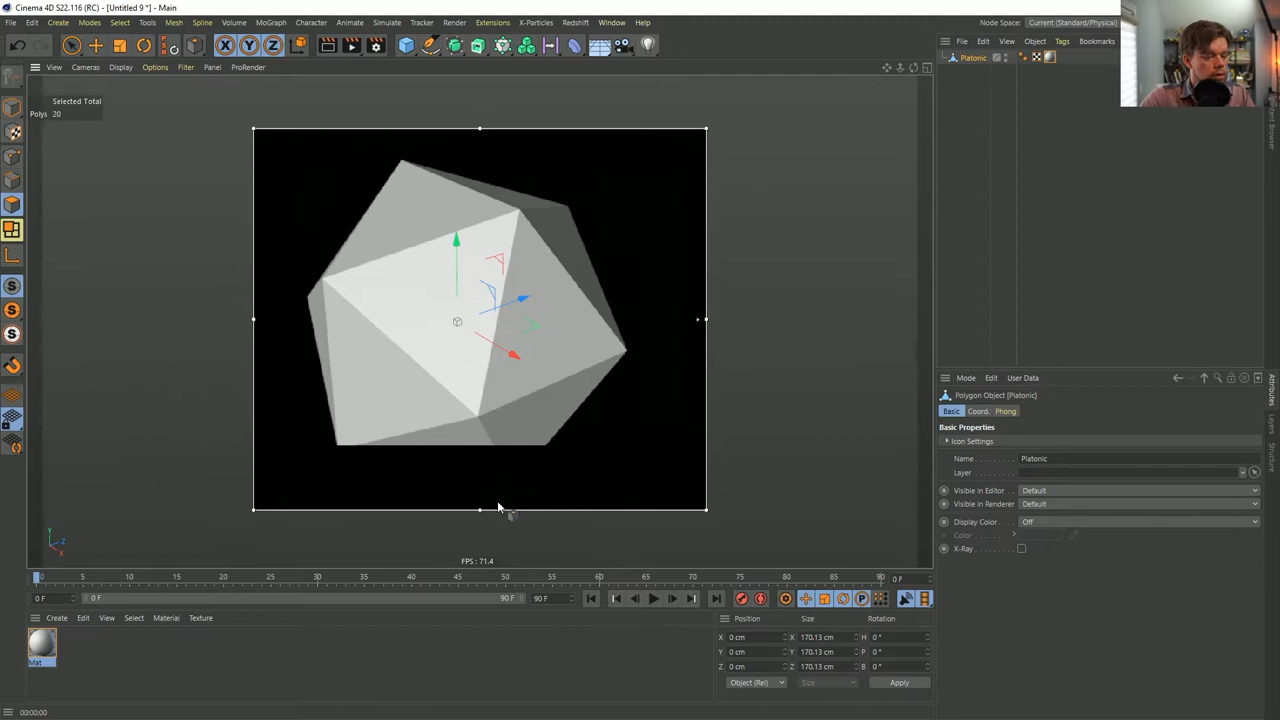 Cinema 4D S22.116 (RC) - [Untitled 9 *] - Main
File Edit Create Modes Select Tools Mesh Spline Volume MoGraph Character Animate Simulate Tracker Render Extensions X-Particles Redshift Window Help
Node Space: Current (Standard/Physical)
File Edit View Object Tags Bookmarks
X Y Z
View Cameras Display Options Filter Panel ProRender
Platonic
Selected Total
Polys 20
Content Browser
Mode Edit User Data
Polygon Object [Platonic]
Basic Coord. Phong
Basic Properties
Icon Settings
Name Platonic
Layer
Visible in Editor Default
Visible in Renderer Default
Display Color Off
Color
X-Ray
Attributes
Layers
Structure
Y
Z
X
FPS : 71.4
0 5 10 15 20 25 30 35 40 45 50 55 60 65 70 75 80 85 90 0 F
0 F 0 F 90 F 90 F
Create Edit View Select Material Texture
Mat
Position Size Rotation
X 0 cm X 170.13 cm H 0 °
Y 0 cm Y 170.13 cm P 0 °
Z 0 cm Z 170.13 cm B 0 °
Object (Rel) Size Apply
00:00:00